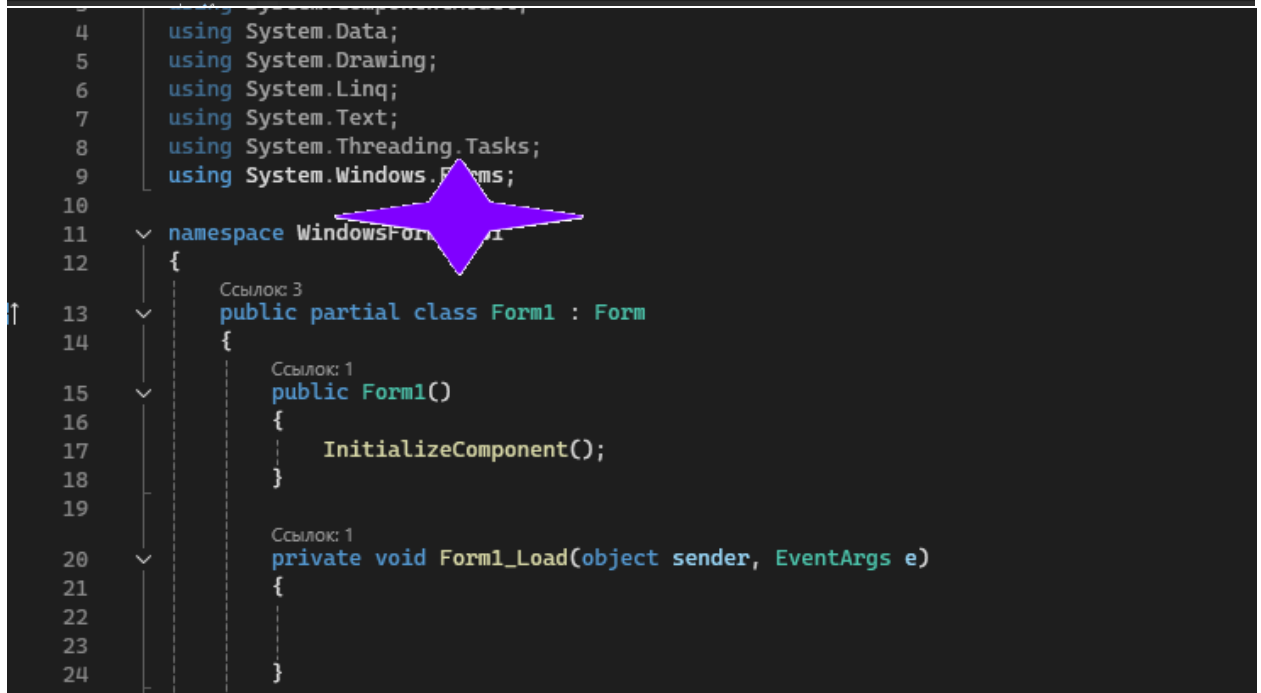 4 using System.Data;
5 using System.Drawing;
6 using System.Linq;
7 using System.Text;
8 using System.Threading.Tasks;
9 using System.Windows.
10
11 namespace
12 {
Ссылок: 3
13 public partial class Form1 : Form
14 {
Ссылок: 1
15 public Form1()
16 {
17 InitializeComponent();
18 }
19
Ссылок: 1
20 private void Form1_Load(object sender, EventArgs e)
21 {
22
23
24 }